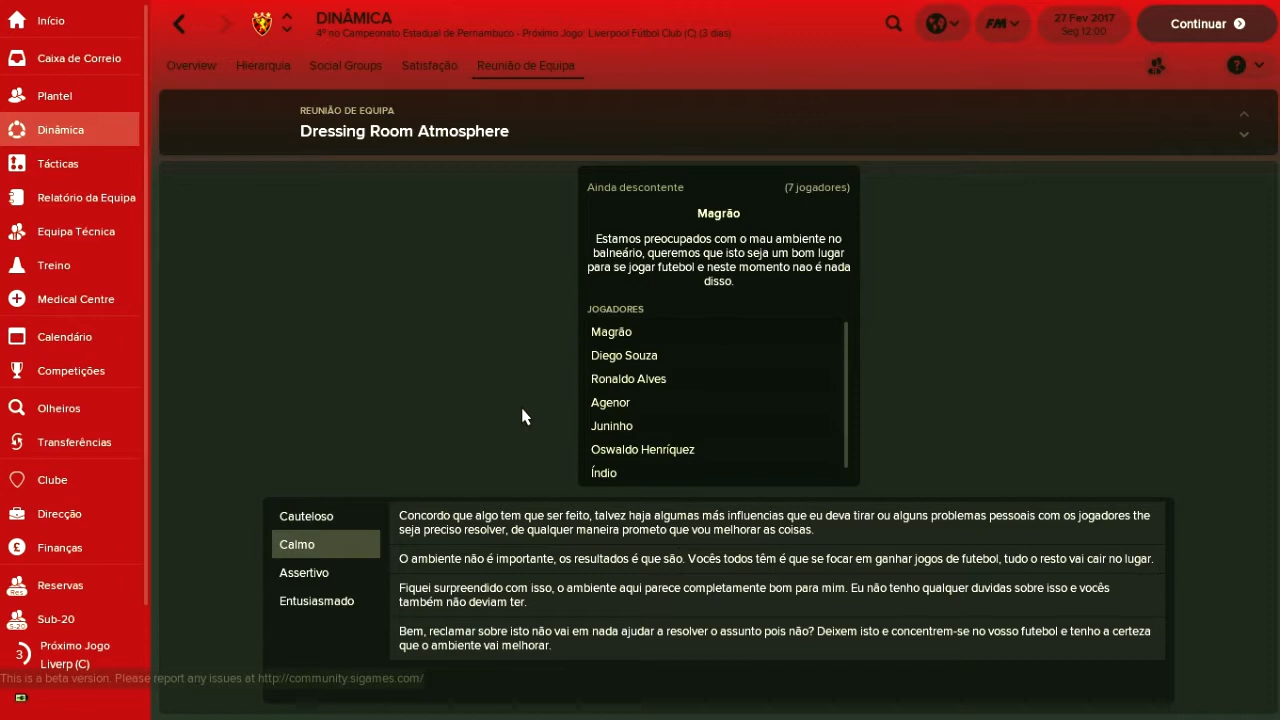 Início
Caixa de Correio
Plantel
Dinâmica
Tácticas
Relatório da Equipa
Equipa Técnica
Treino
Medical Centre
Calendário
Competições
Olheiros
Transferências
Clube
Direcção
Finanças
Reservas
Res
Sub-20
S-20
3
Próximo Jogo
Liverp (C)
This is a beta version. Please report any issues at http://community.sigames.com/
DINÂMICA
4º no Campeonato Estadual de Pernambuco - Próximo Jogo: Liverpool Fútbol Club (C) (3 dias)
FM
27 Fev 2017
Seg 12:00
Continuar
Overview
Hierarquia
Social Groups
Satisfação
Reunião de Equipa
?
REUNIÃO DE EQUIPA
Dressing Room Atmosphere
Ainda descontente (7 jogadores)
Magrão
Estamos preocupados com o mau ambiente no
balneário, queremos que isto seja um bom lugar
para se jogar futebol e neste momento nao é nada
disso.
JOGADORES
Magrão
Diego Souza
Ronaldo Alves
Agenor
Juninho
Oswaldo Henríquez
Índio
Cauteloso
Calmo
Assertivo
Entusiasmado
Concordo que algo tem que ser feito, talvez haja algumas más influencias que eu deva tirar ou alguns problemas pessoais com os jogadores the
seja preciso resolver, de qualquer maneira prometo que vou melhorar as coisas.
O ambiente não é importante, os resultados é que são. Vocês todos têm é que se focar em ganhar jogos de futebol, tudo o resto vai cair no lugar.
Fiquei surpreendido com isso, o ambiente aqui parece completamente bom para mim. Eu não tenho qualquer duvidas sobre isso e vocês
também não deviam ter.
Bem, reclamar sobre isto não vai em nada ajudar a resolver o assunto pois não? Deixem isto e concentrem-se no vosso futebol e tenho a certeza
que o ambiente vai melhorar.